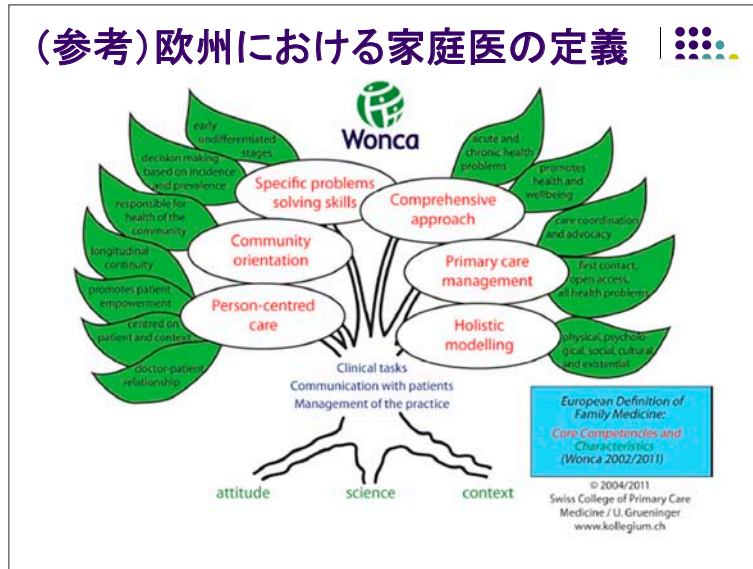 (参考)欧州における家庭医の定義
Wonca
early
undifferentiated
stages
decision making
based on incidence
and prevalence
responsible for
health of the
community
longitudinal
continuity
promotes patient
empowerment
centred on
patient and context
doctor-patient
relationship
Specific problems
solving skills
Community
orientation
Person-centred
care
Comprehensive
approach
Primary care
management
Holistic
modelling
acute and
chronic health
problems
promotes
health and
wellbeing
care coordination
and advocacy
first contact,
open access,
all health problems
physical, psycholo-
gical, social, cultural
and existential
Clinical tasks
Communication with patients
Management of the practice
attitude
science
context
European Definition of
Family Medicine:
Core Competencies and
Characteristics
(Wonca 2002/2011)
© 2004/2011
Swiss College of Primary Care
Medicine / U. Grueninger
www.kollegium.ch